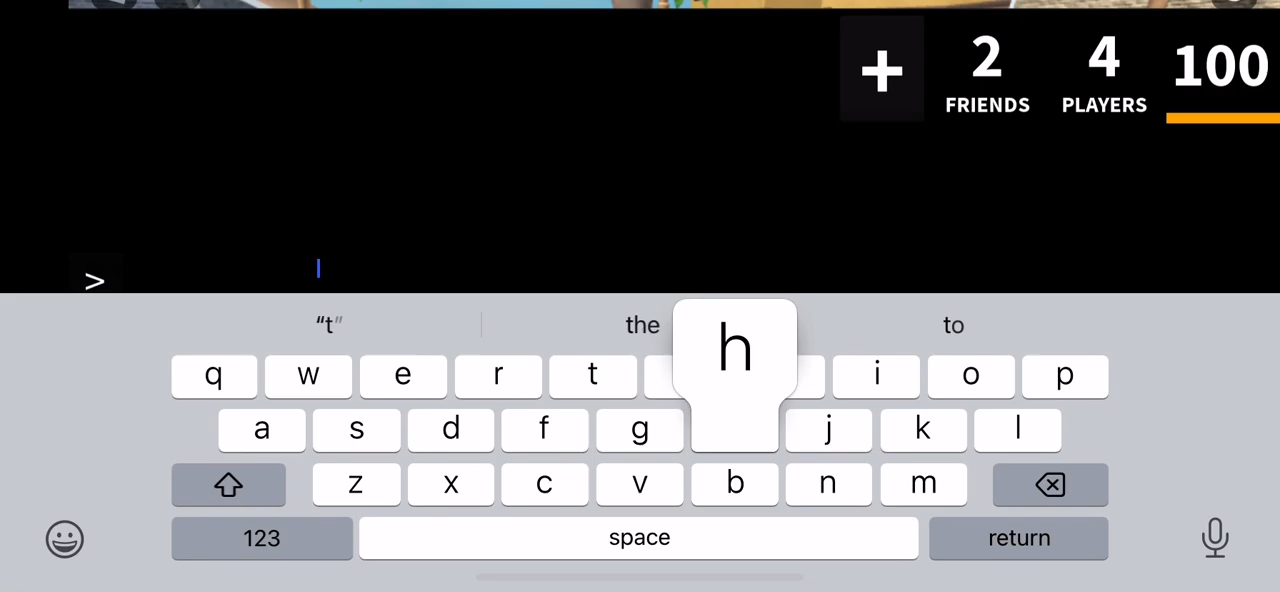 + 2 4 100
FRIENDS PLAYERS
>
“t” the to
h
q w e r t i o p
a s d f g j k l
z x c v b n m
123 space return